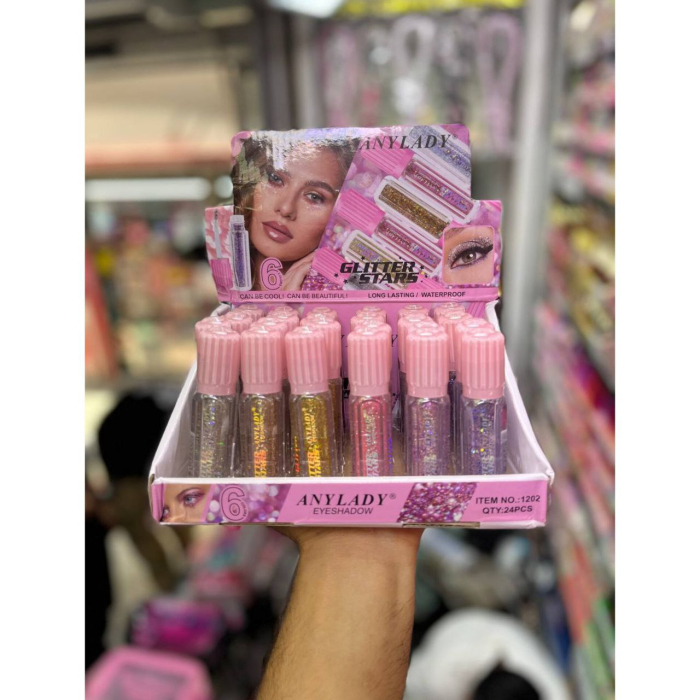 ANYLADY®
6
GLITTER
STARS
CAN BE COOL! CAN BE BEAUTIFUL!
LONG LASTING / WATERPROOF
ANYLADY
6
ANYLADY®
EYESHADOW
ITEM NO.:1202
QTY:24PCS